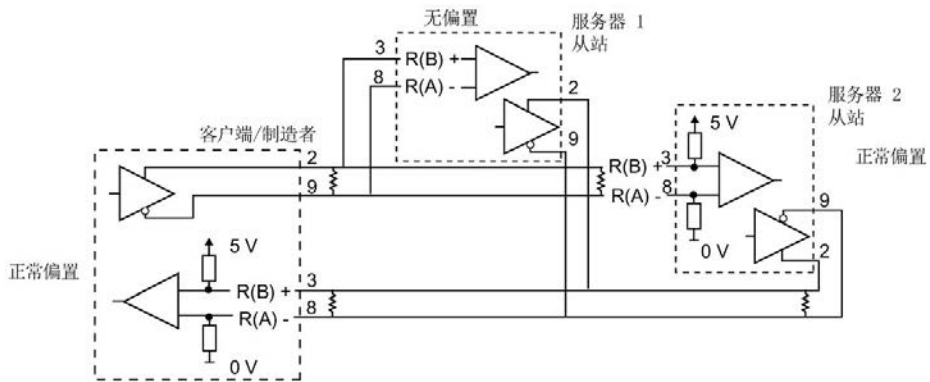 无偏置
服务器 1
从站
3
R(B) +
8
R(A) -
2
9
服务器 2
从站
5 V
正常偏置
客户端/制造者
2
9
R(B) +
3
R(A) -
8
0 V
9
2
正常偏置
5 V
R(B) +
3
R(A) -
8
0 V